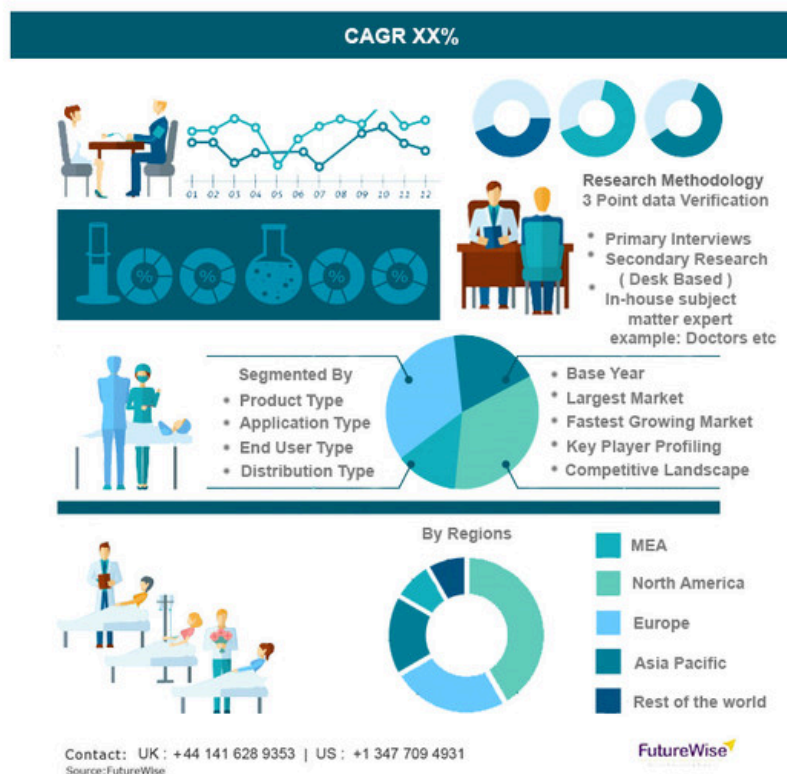 CAGR XX%
01 02 03 04 05 06 07 08 09 10 11 12
Research Methodology
3 Point data Verification
* Primary Interviews
* Secondary Research
( Desk Based )
* In-house subject
matter expert
example: Doctors etc
% % % %
Segmented By
• Product Type
• Application Type
• End User Type
• Distribution Type
• Base Year
• Largest Market
• Fastest Growing Market
• Key Player Profiling
• Competitive Landscape
By Regions
MEA
North America
Europe
Asia Pacific
Rest of the world
Contact: UK : +44 141 628 9353 | US : +1 347 709 4931
Source:FutureWise
FutureWise